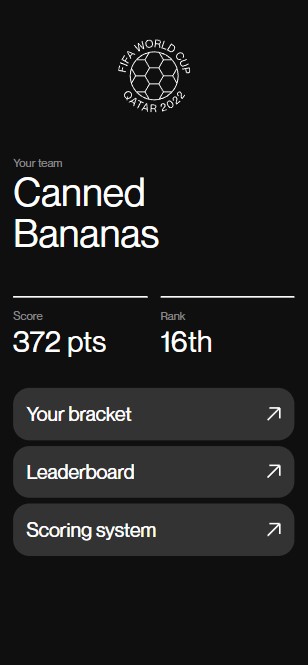 FIFA WORLD CUP
QATAR 2022
Your team
Canned
Bananas
Score
Rank
372 pts
16th
Your bracket
Leaderboard
Scoring system